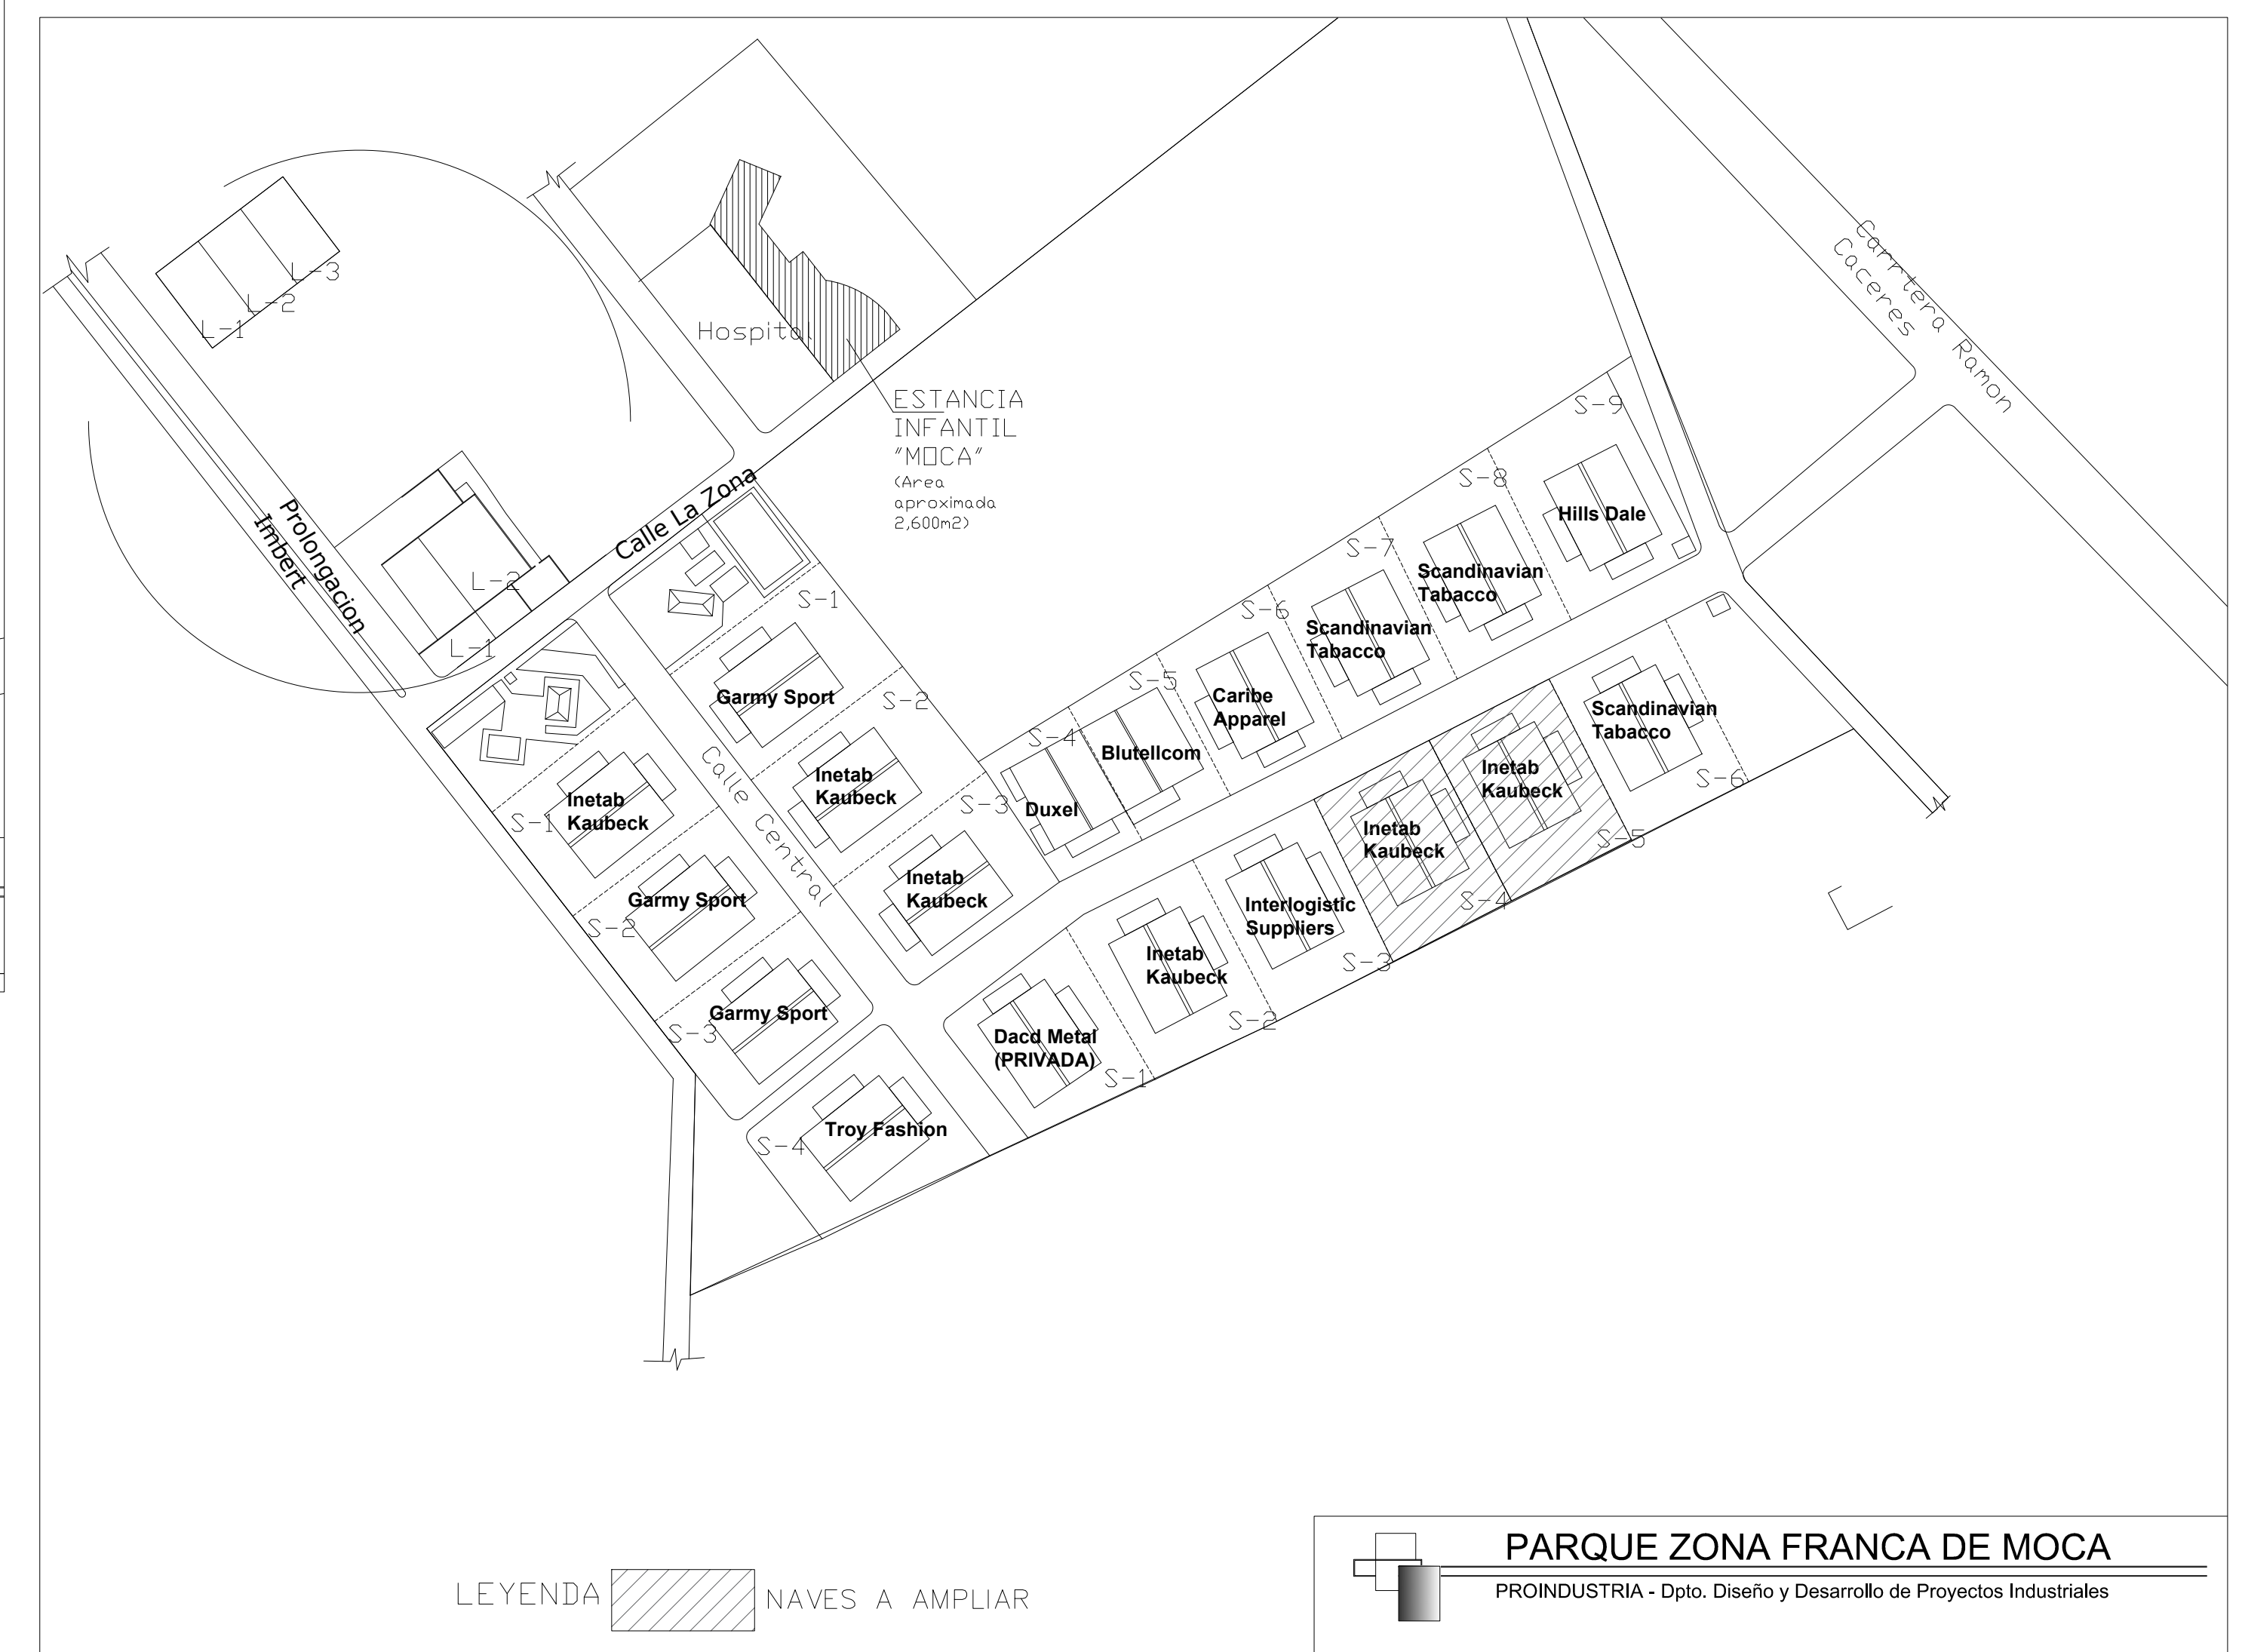 L-3
L-2
L-1
Hospital
ESTANCIA
INFANTIL
"MOCA"
(Area
aproximada
2,600m2)
Carrtera Ramon
Caceres
Prolongacion
Imbert
Calle La Zona
L-2
L-1
Calle Central
S-1
Garmy Sport
S-2
Inetab
Kaubeck
S-3
Inetab
Kaubeck
S-4
Duxel
S-5
Blutellcom
S-6
Caribe
Apparel
S-7
Scandinavian
Tabacco
S-8
Scandinavian
Tabacco
S-9
Hills Dale
S-1
Inetab
Kaubeck
S-2
Garmy Sport
S-3
Garmy Sport
S-4
Troy Fashion
Dacd Metal
(PRIVADA)
S-1
Inetab
Kaubeck
S-2
Interlogistic
Suppliers
S-3
Inetab
Kaubeck
S-4
Inetab
Kaubeck
S-5
Scandinavian
Tabacco
S-6
LEYENDA
NAVES A AMPLIAR
PARQUE ZONA FRANCA DE MOCA
PROINDUSTRIA - Dpto. Diseño y Desarrollo de Proyectos Industriales